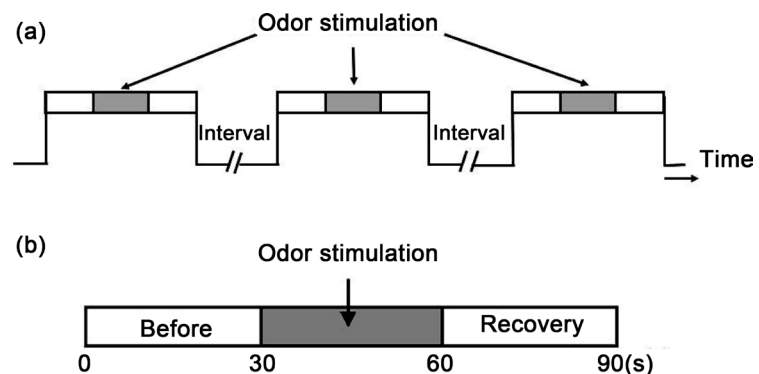 (a)
Odor stimulation
Interval
Interval
Time
(b)
Odor stimulation
Before
Recovery
0 30 60 90(s)